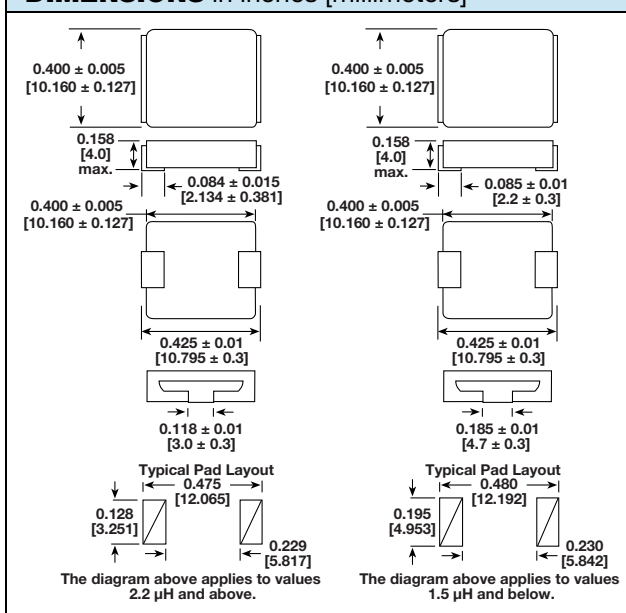 DIMENSIONS in inches [millimeters]
0.400 ± 0.005
[10.160 ± 0.127]
0.158
[4.0]
max.
0.084 ± 0.015
[2.134 ± 0.381]
0.400 ± 0.005
[10.160 ± 0.127]
0.425 ± 0.01
[10.795 ± 0.3]
0.118 ± 0.01
[3.0 ± 0.3]
Typical Pad Layout
0.475
[12.065]
0.128
[3.251]
0.229
[5.817]
The diagram above applies to values
2.2 µH and above.
0.400 ± 0.005
[10.160 ± 0.127]
0.158
[4.0]
max.
0.085 ± 0.01
[2.2 ± 0.3]
0.400 ± 0.005
[10.160 ± 0.127]
0.425 ± 0.01
[10.795 ± 0.3]
0.185 ± 0.01
[4.7 ± 0.3]
Typical Pad Layout
0.480
[12.192]
0.195
[4.953]
0.230
[5.842]
The diagram above applies to values
1.5 µH and below.